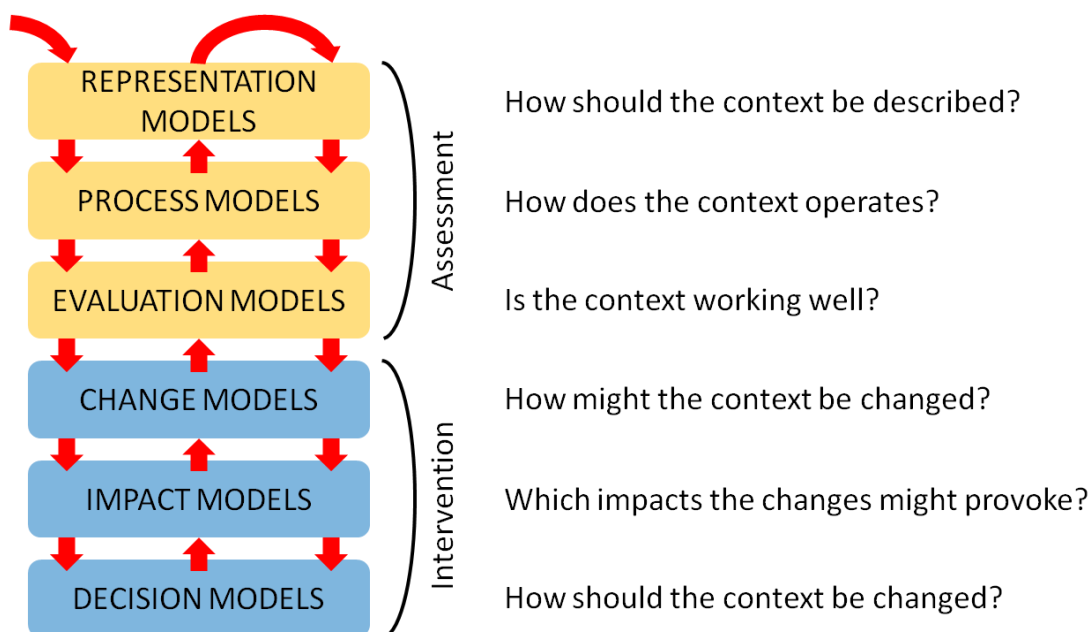 REPRESENTATION
MODELS
How should the context be described?
PROCESS MODELS
How does the context operates?
Assessment
EVALUATION MODELS
Is the context working well?
CHANGE MODELS
How might the context be changed?
IMPACT MODELS
Which impacts the changes might provoke?
Intervention
DECISION MODELS
How should the context be changed?